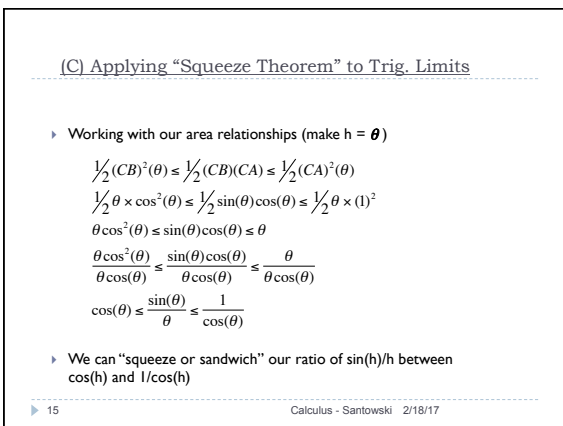 (C) Applying “Squeeze Theorem” to Trig. Limits
Working with our area relationships (make h = θ)
½(CB)²(θ) ≤ ½(CB)(CA) ≤ ½(CA)²(θ)
½θ × cos²(θ) ≤ ½sin(θ)cos(θ) ≤ ½θ × (1)²
θcos²(θ) ≤ sin(θ)cos(θ) ≤ θ
θcos²(θ)/θcos(θ) ≤ sin(θ)cos(θ)/θcos(θ) ≤ θ/θcos(θ)
cos(θ) ≤ sin(θ)/θ ≤ 1/cos(θ)
We can “squeeze or sandwich” our ratio of sin(h)/h between
cos(h) and 1/cos(h)
15 Calculus - Santowski 2/18/17